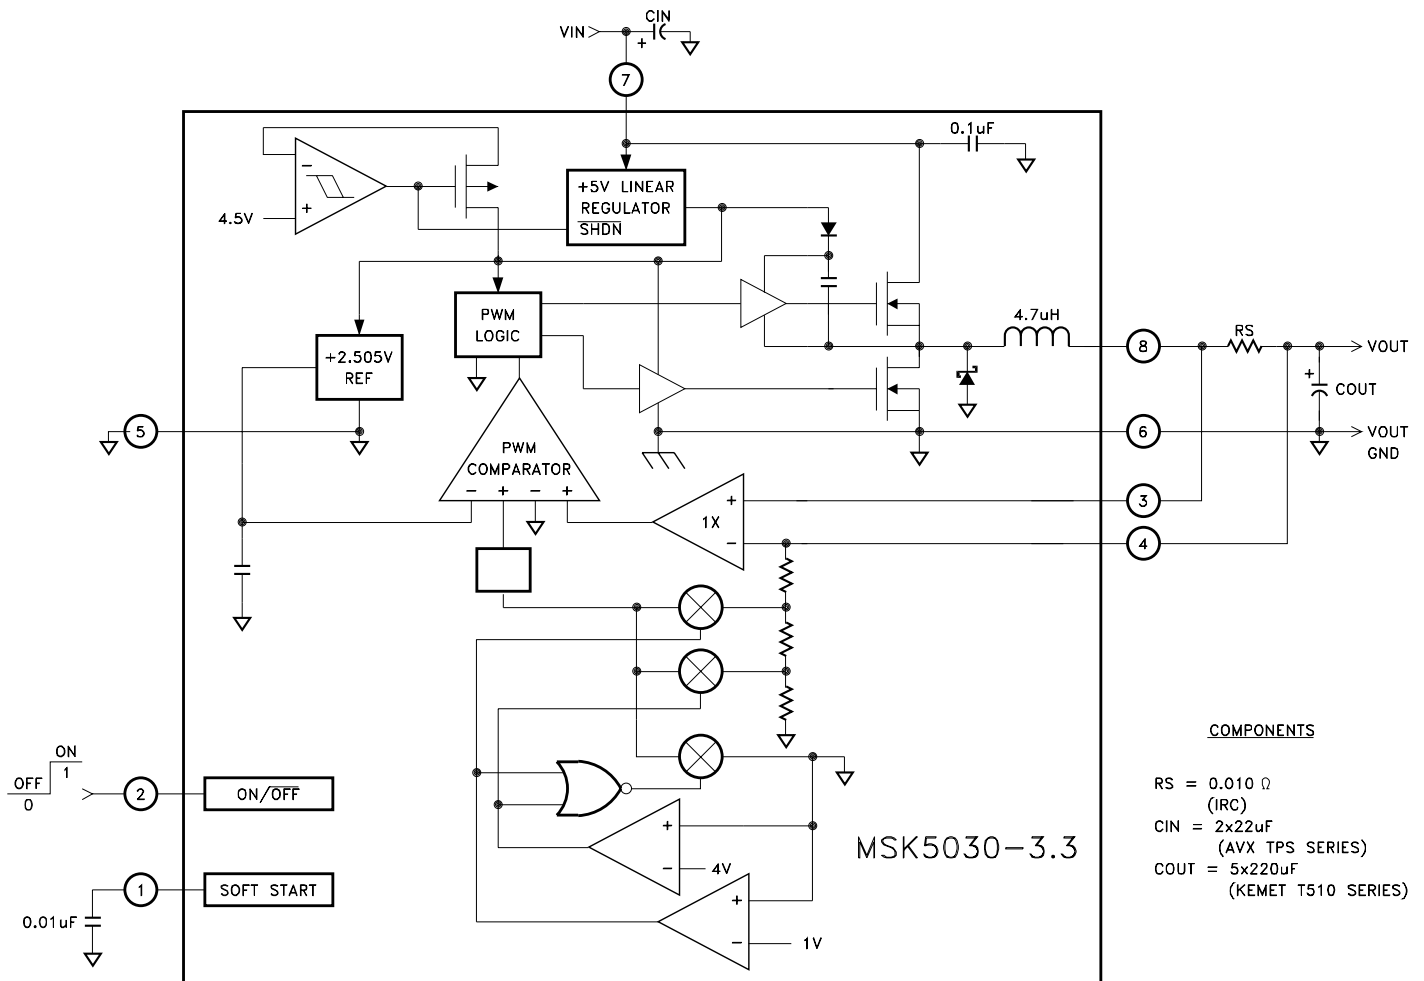 CIN
VIN
+
7
0.1uF
−
+5V LINEAR
REGULATOR
SHDN
+
4.5V
PWM
LOGIC
4.7uH
RS
8
VOUT
+2.505V
REF
+
COUT
5
6
VOUT
GND
PWM
COMPARATOR
− + − +
+
1X
−
3
4
COMPONENTS
ON
1
OFF
0
2
ON/OFF
RS = 0.010 Ω
(IRC)
CIN = 2x22uF
(AVX TPS SERIES)
COUT = 5x220uF
(KEMET T510 SERIES)
+
−
4V
MSK5030-3.3
1
SOFT START
0.01uF
+
−
1V